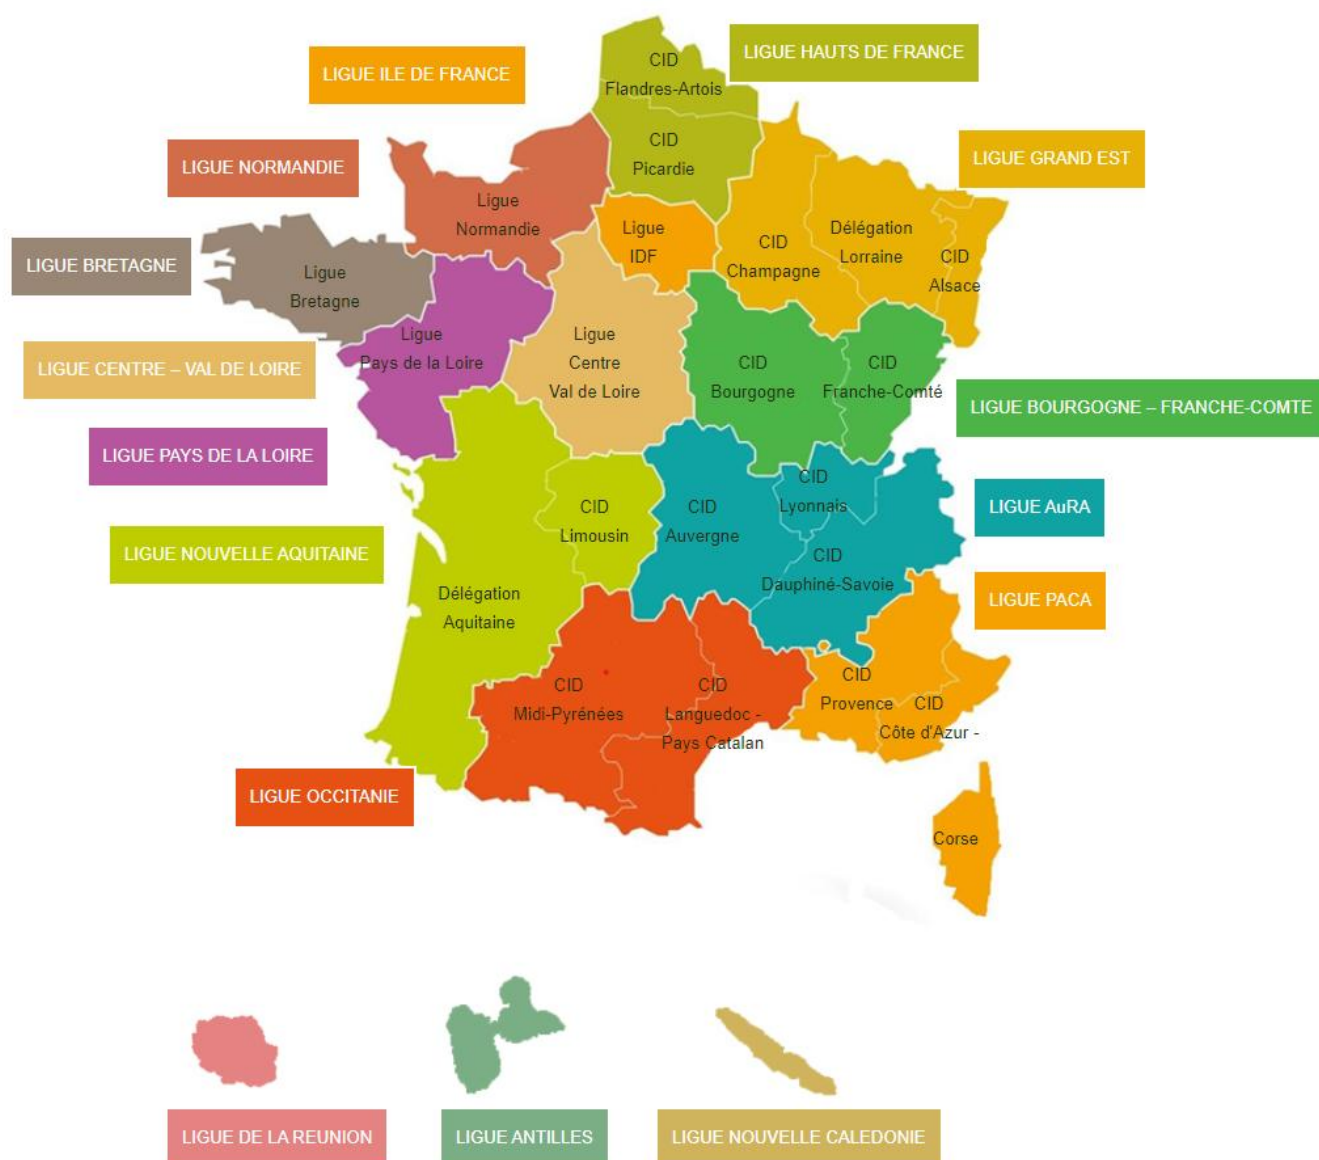 LIGUE HAUTS DE FRANCE
LIGUE ILE DE FRANCE
CID
Flandres-Artois
CID
Picardie
LIGUE NORMANDIE
LIGUE GRAND EST
Ligue
Normandie
Ligue
IDF
CID
Champagne
Délégation
Lorraine
CID
Alsace
LIGUE BRETAGNE
Ligue
Bretagne
LIGUE CENTRE – VAL DE LOIRE
Ligue
Pays de la Loire
Ligue
Centre
Val de Loire
CID
Bourgogne
CID
Franche-Comté
LIGUE BOURGOGNE – FRANCHE-COMTE
LIGUE PAYS DE LA LOIRE
CID
Lyonnais
LIGUE AuRA
CID
Limousin
CID
Auvergne
LIGUE NOUVELLE AQUITAINE
CID
Dauphiné-Savoie
Délégation
Aquitaine
LIGUE PACA
CID
Midi-Pyrénées
CID
Languedoc -
Pays Catalan
CID
Provence
CID
Côte d'Azur -
LIGUE OCCITANIE
Corse
LIGUE DE LA REUNION
LIGUE ANTILLES
LIGUE NOUVELLE CALEDONIE